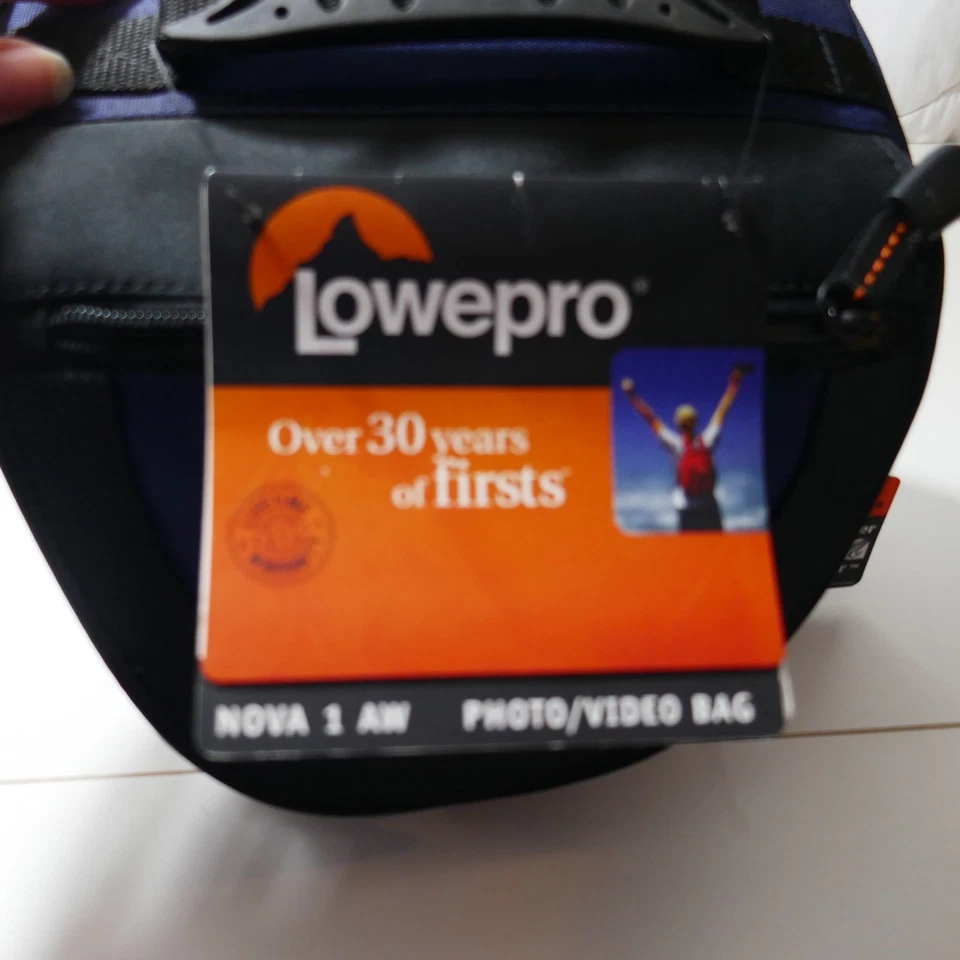 Lowepro®
Over 30 years
of firsts
NOVA 1 AW PHOTO/VIDEO BAG